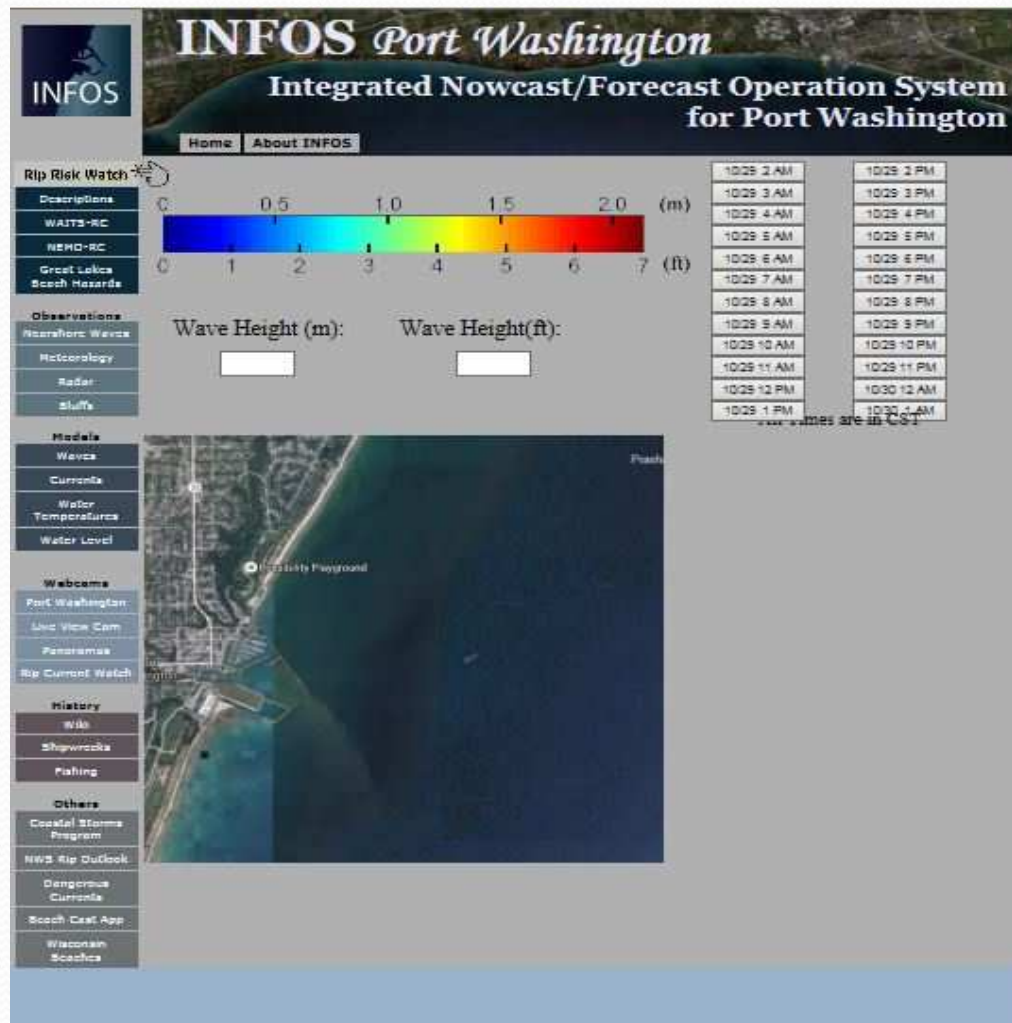 INFOS
INFOS Port Washington
Integrated Nowcast/Forecast Operation System
for Port Washington
Home
About INFOS
Rip Risk Watch
Descriptions
WAITS-RC
NEMO-RC
Great Lakes
Beach Hazards
Observations
Nearshore Waves
Meteorology
Radar
Bluffs
Models
Waves
Currents
Water
Temperatures
Water Level
Webcams
Port Washington
Live View Cam
Panoramas
Rip Current Watch
History
Wiki
Shipwrecks
Fishing
Others
Coastal Storms
Program
NWS Rip Outlook
Dangerous
Currents
Beach Cast App
Wisconsin
Beaches
0 0.5 1.0 1.5 2.0 (m)
0 1 2 3 4 5 6 7 (ft)
Wave Height (m):
Wave Height(ft):
10/29 2 AM
10/29 3 AM
10/29 4 AM
10/29 5 AM
10/29 6 AM
10/29 7 AM
10/29 8 AM
10/29 9 AM
10/29 10 AM
10/29 11 AM
10/29 12 PM
10/29 1 PM
10/29 2 PM
10/29 3 PM
10/29 4 PM
10/29 5 PM
10/29 6 PM
10/29 7 PM
10/29 8 PM
10/29 9 PM
10/29 10 PM
10/29 11 PM
10/30 12 AM
10/30 1 AM
All Times are in CST
Possibility Playground